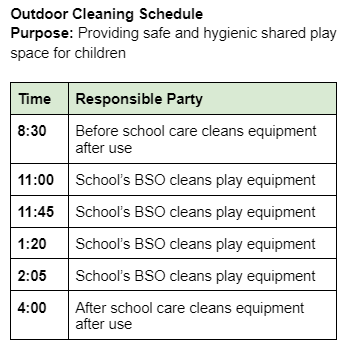 Outdoor Cleaning Schedule
Purpose: Providing safe and hygienic shared play
space for children
Time Responsible Party
8:30 Before school care cleans equipment
after use
11:00 School's BSO cleans play equipment
11:45 School's BSO cleans play equipment
1:20 School's BSO cleans play equipment
2:05 School's BSO cleans play equipment
4:00 After school care cleans equipment
after use